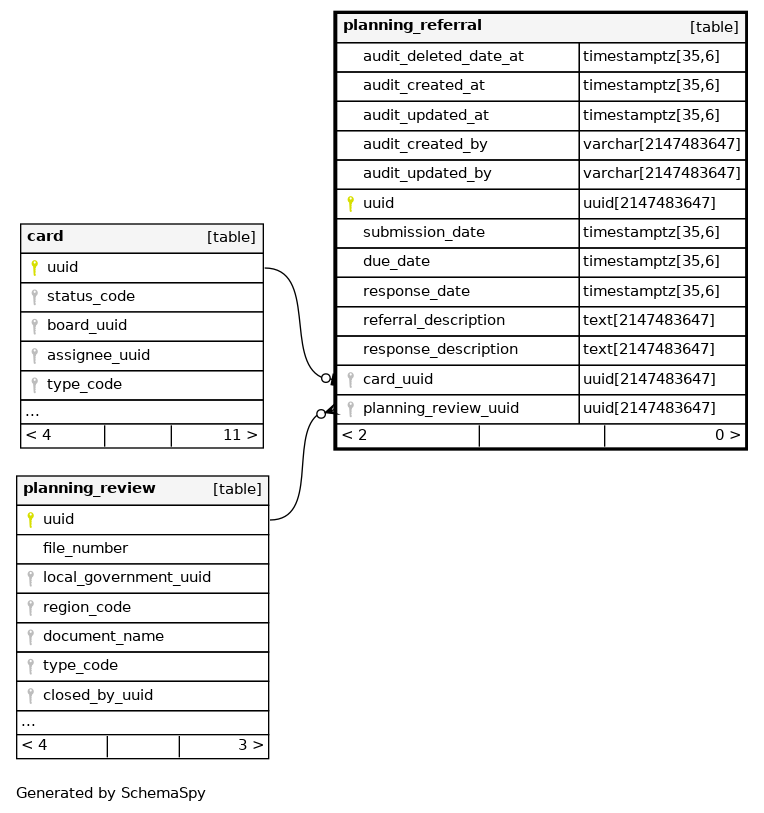 planning_referral [table]
audit_deleted_date_at timestamptz[35,6]
audit_created_at timestamptz[35,6]
audit_updated_at timestamptz[35,6]
audit_created_by varchar[2147483647]
audit_updated_by varchar[2147483647]
uuid uuid[2147483647]
submission_date timestamptz[35,6]
due_date timestamptz[35,6]
response_date timestamptz[35,6]
referral_description text[2147483647]
response_description text[2147483647]
card_uuid uuid[2147483647]
planning_review_uuid uuid[2147483647]
< 2 0 >
card [table]
uuid
status_code
board_uuid
assignee_uuid
type_code
...
< 4 11 >
planning_review [table]
uuid
file_number
local_government_uuid
region_code
document_name
type_code
closed_by_uuid
...
< 4 3 >
Generated by SchemaSpy